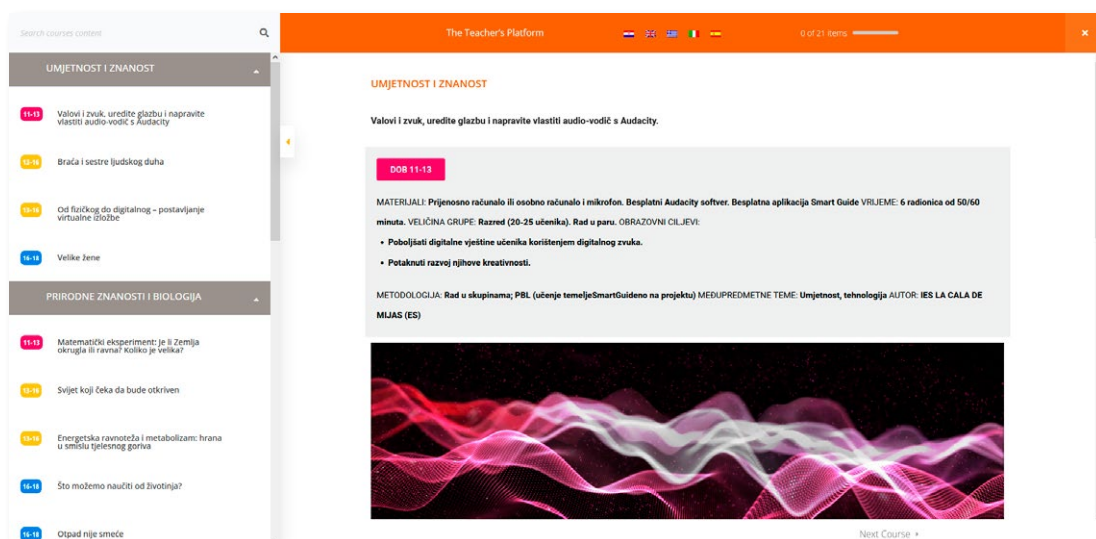 Search courses content
The Teacher's Platform
0 of 21 items
×
UMJETNOST I ZNANOST
11-13
Valovi i zvuk, uredite glazbu i napravite
vlastiti audio-vodič s Audacity
13-16
Braća i sestre ljudskog duha
13-16
Od fizičkog do digitalnog – postavljanje
virtualne izložbe
16-18
Velike žene
PRIRODNE ZNANOSTI I BIOLOGIJA
11-13
Matematički eksperiment: Je li Zemlja
okrugla ili ravna? Koliko je velika?
13-16
Svijet koji čeka da bude otkriven
13-16
Energetska ravnoteža i metabolizam: hrana
u smislu tjelesnog goriva
16-18
Što možemo naučiti od životinja?
16-18
Otpad nije smeće
UMJETNOST I ZNANOST
Valovi i zvuk, uredite glazbu i napravite vlastiti audio-vodič s Audacity.
DOB 11-13
MATERIJALI: Prijenosno računalo ili osobno računalo i mikrofon. Besplatni Audacity softver. Besplatna aplikacija Smart Guide VRIJEME: 6 radionica od 50/60
minuta. VELIČINA GRUPE: Razred (20-25 učenika). Rad u paru. OBRAZOVNI CILJEVI:
• Poboljšati digitalne vještine učenika korištenjem digitalnog zvuka.
• Potaknuti razvoj njihove kreativnosti.
METODOLOGIJA: Rad u skupinama; PBL (učenje temeljeSmartGuideno na projektu) MEĐUPREDMETNE TEME: Umjetnost, tehnologija AUTOR: IES LA CALA DE
MIJAS (ES)
Next Course